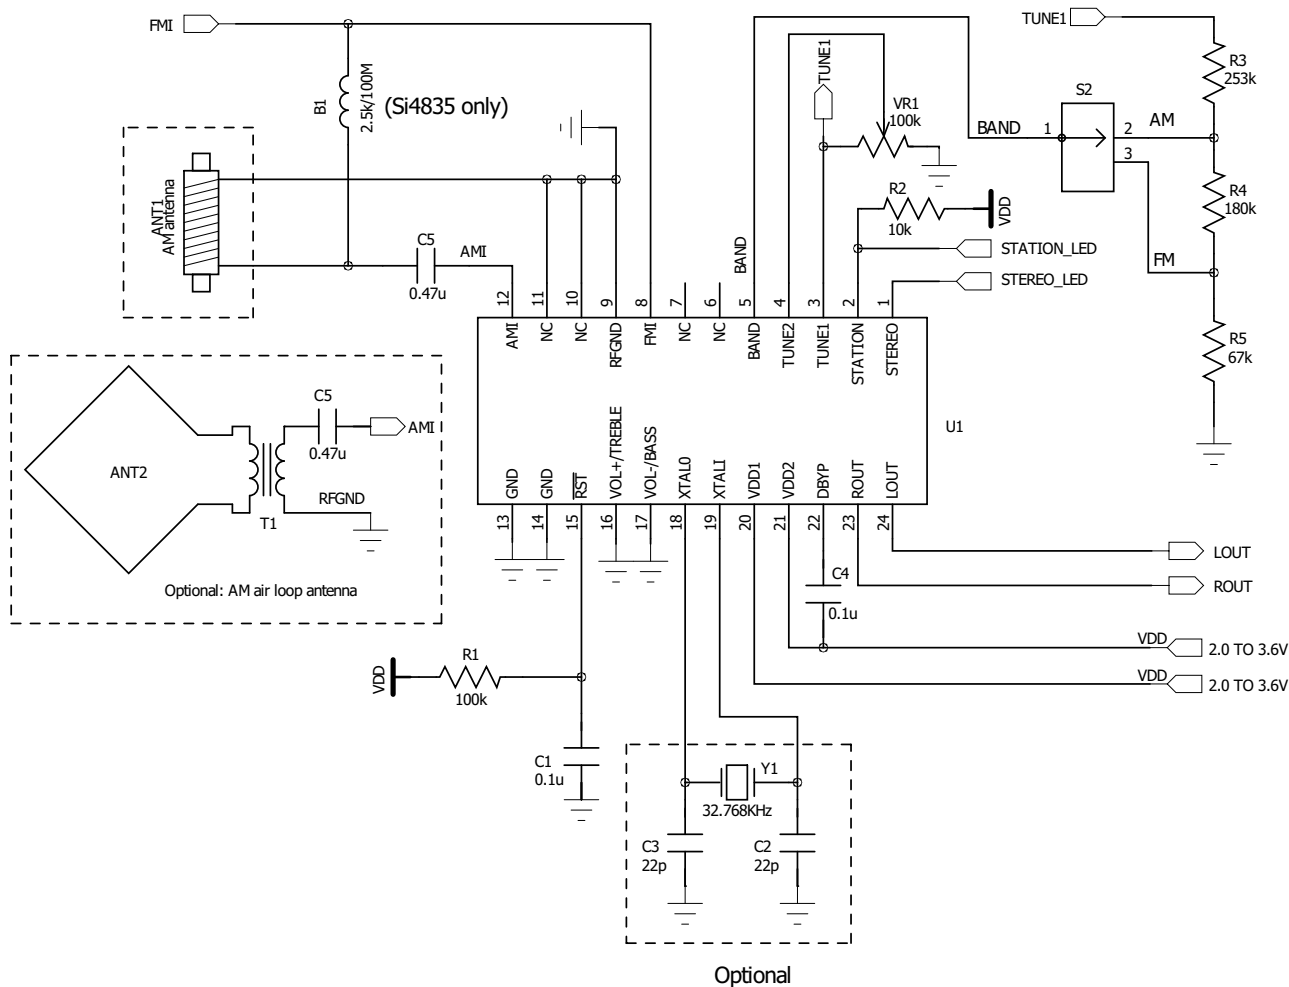 FMI
TUNE1
R3
253k
B1
2.5k/100M
(Si4835 only)
TUNE1
VR1
100k
S2
BAND
1
2
AM
3
ANT1
AM antenna
R2
10k
VDD
R4
180k
C5
0.47u
AMI
BAND
STATION_LED
FM
STEREO_LED
12
11
10
9
8
7
6
5
4
3
2
1
AMI
NC
NC
RFGND
FMI
NC
NC
BAND
TUNE2
TUNE1
STATION
STEREO
R5
67k
ANT2
T1
C5
0.47u
AMI
RFGND
Optional: AM air loop antenna
U1
GND
GND
RST
VOL+/TREBLE
VOL-/BASS
XTALO
XTALI
VDD1
VDD2
DBYP
ROUT
LOUT
13
14
15
16
17
18
19
20
21
22
23
24
LOUT
C4
0.1u
ROUT
VDD
2.0 TO 3.6V
VDD
2.0 TO 3.6V
VDD
R1
100k
C1
0.1u
Y1
32.768KHz
C3
22p
C2
22p
Optional